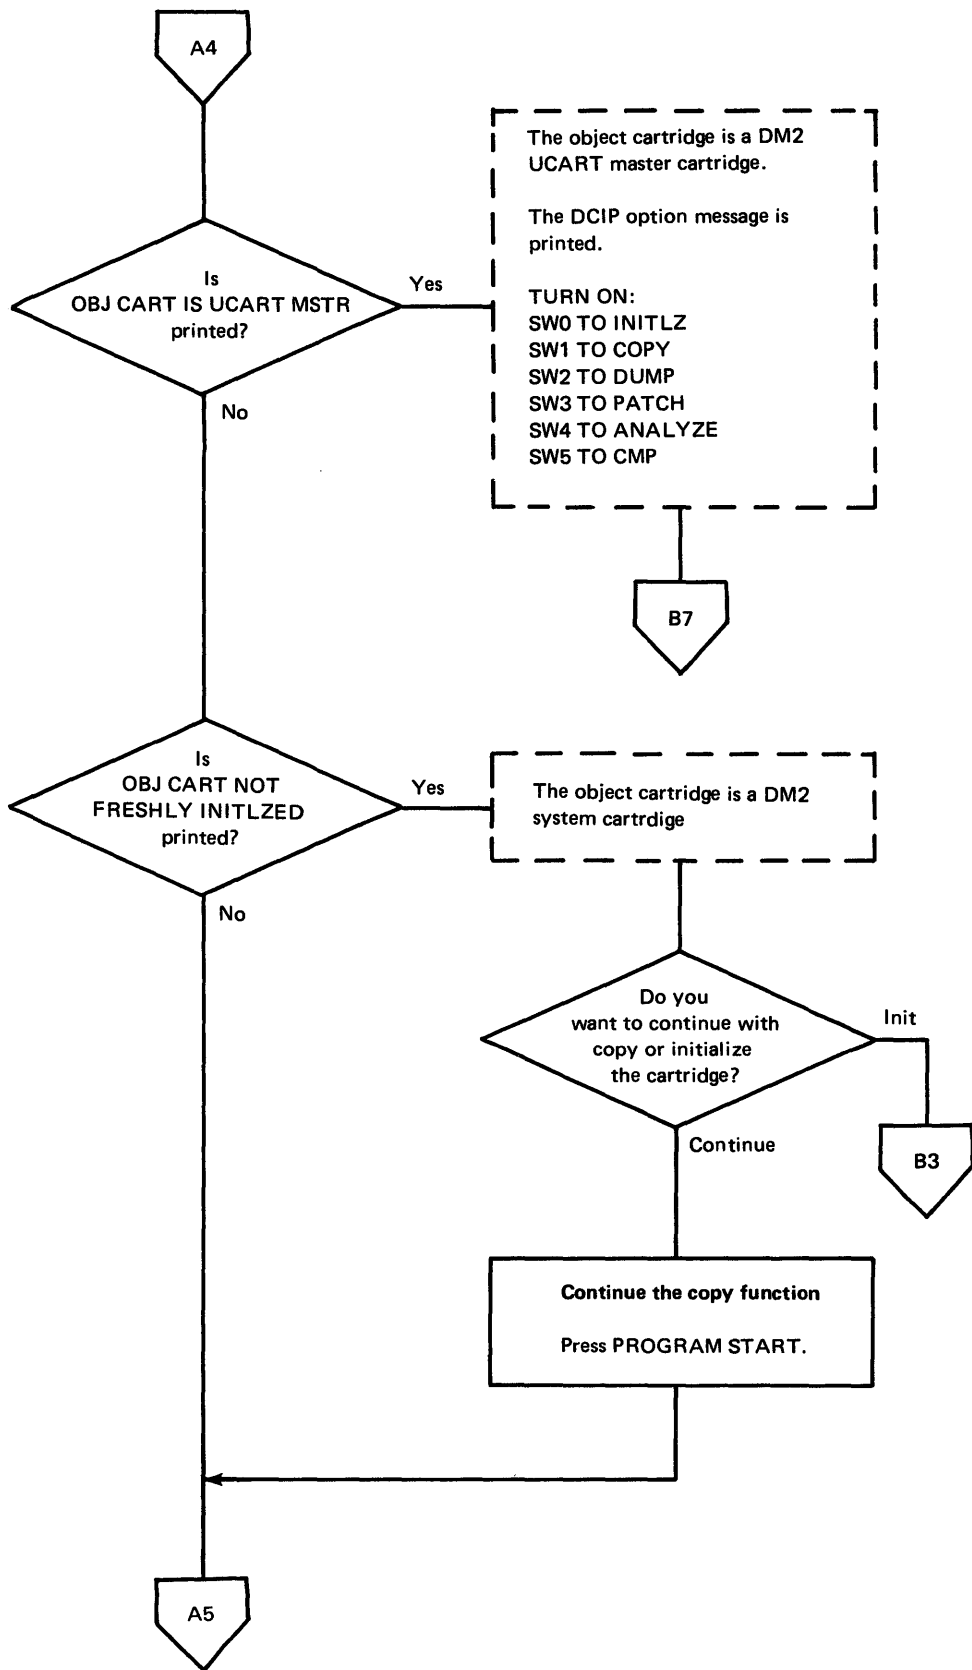 A4
Is
OBJ CART IS UCART MSTR
printed?
Yes
No
The object cartridge is a DM2
UCART master cartridge.
The DCIP option message is
printed.
TURN ON:
SW0 TO INITLZ
SW1 TO COPY
SW2 TO DUMP
SW3 TO PATCH
SW4 TO ANALYZE
SW5 TO CMP
B7
Is
OBJ CART NOT
FRESHLY INITLZED
printed?
Yes
No
The object cartridge is a DM2
system cartrdige
Do you
want to continue with
copy or initialize
the cartridge?
Init
Continue
B3
Continue the copy function
Press PROGRAM START.
A5